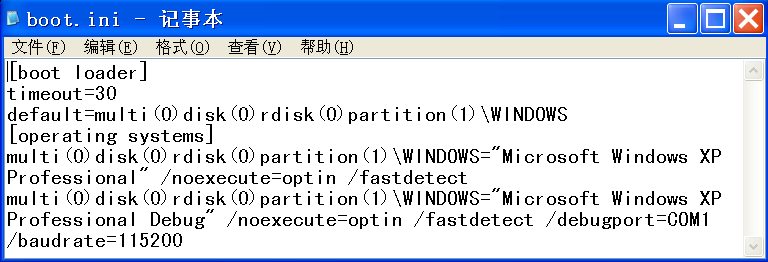 boot.ini - 记事本
文件(F) 编辑(E) 格式(O) 查看(V) 帮助(H)
[boot loader]
timeout=30
default=multi(0)disk(0)rdisk(0)partition(1)\WINDOWS
[operating systems]
multi(0)disk(0)rdisk(0)partition(1)\WINDOWS="Microsoft Windows XP
Professional" /noexecute=optin /fastdetect
multi(0)disk(0)rdisk(0)partition(1)\WINDOWS="Microsoft Windows XP
Professional Debug" /noexecute=optin /fastdetect /debugport=COM1
/baudrate=115200